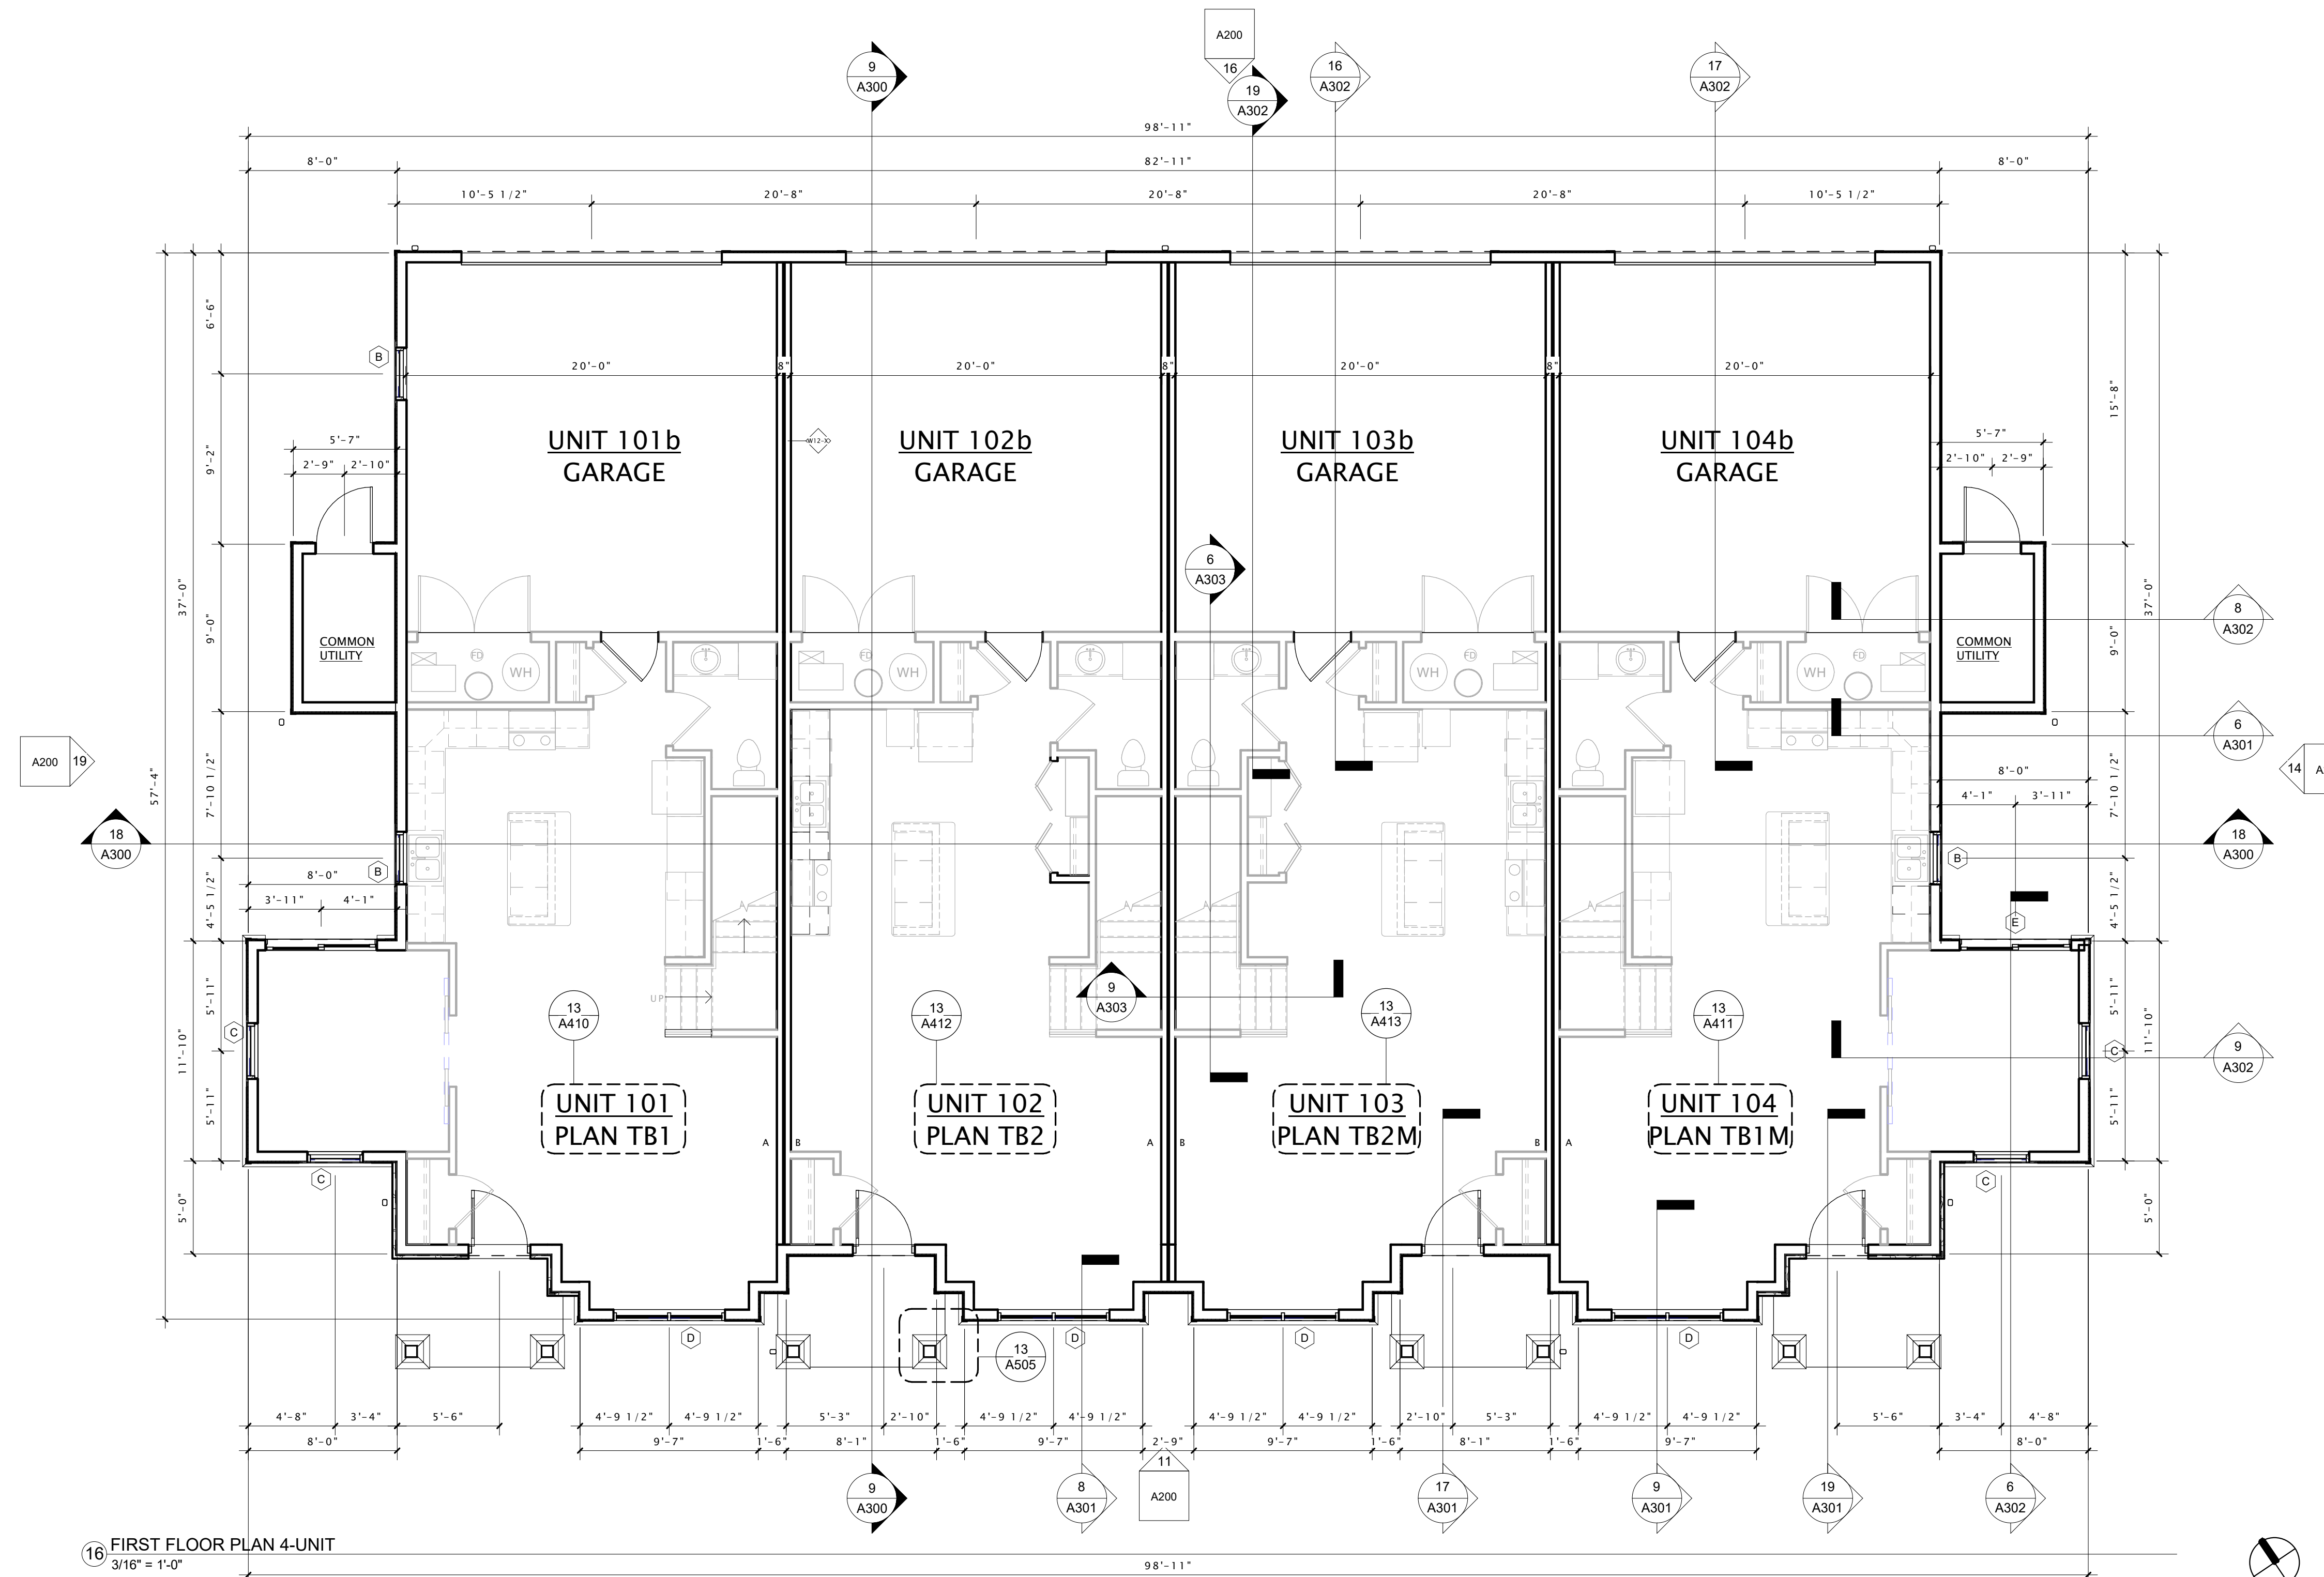 A200
16
9
A300
19
A302
16
A302
17
A302
98'-11"
8'-0"
82'-11"
8'-0"
10'-5 1/2"
20'-8"
20'-8"
20'-8"
10'-5 1/2"
6'-6"
B
20'-0"
8"
20'-0"
8"
20'-0"
8"
20'-0"
15'-8"
UNIT 101b
GARAGE
W12-X
UNIT 102b
GARAGE
UNIT 103b
GARAGE
UNIT 104b
GARAGE
9'-2"
5'-7"
2'-9"
2'-10"
5'-7"
2'-10"
2'-9"
37'-0"
9'-0"
COMMON
UTILITY
6
A303
COMMON
UTILITY
9'-0"
37'-0"
8
A302
FD
WH
FD
WH
WH
FD
WH
FD
6
A301
A200
19
57'-4"
7'-10 1/2"
8'-0"
4'-1"
3'-11"
7'-10 1/2"
14
A
18
A300
18
A300
B
B
8'-0"
3'-11"
4'-1"
4'-5 1/2"
E
4'-5 1/2"
UP
5'-11"
C
11'-10"
5'-11"
13
A410
13
A412
9
A303
13
A413
13
A411
5'-11"
C
11'-10"
5'-11"
9
A302
UNIT 101
PLAN TB1
UNIT 102
PLAN TB2
UNIT 103
PLAN TB2M
UNIT 104
PLAN TB1M
A
B
A
B
B
A
C
C
5'-0"
5'-0"
D
D
D
D
13
A505
4'-8"
3'-4"
5'-6"
4'-9 1/2"
4'-9 1/2"
5'-3"
2'-10"
4'-9 1/2"
4'-9 1/2"
4'-9 1/2"
4'-9 1/2"
2'-10"
5'-3"
4'-9 1/2"
4'-9 1/2"
5'-6"
3'-4"
4'-8"
8'-0"
9'-7"
1'-6"
8'-1"
1'-6"
9'-7"
2'-9"
9'-7"
1'-6"
8'-1"
1'-6"
9'-7"
8'-0"
9
A300
8
A301
11
A200
17
A301
9
A301
19
A301
6
A302
16
FIRST FLOOR PLAN 4-UNIT
3/16" = 1'-0"
98'-11"